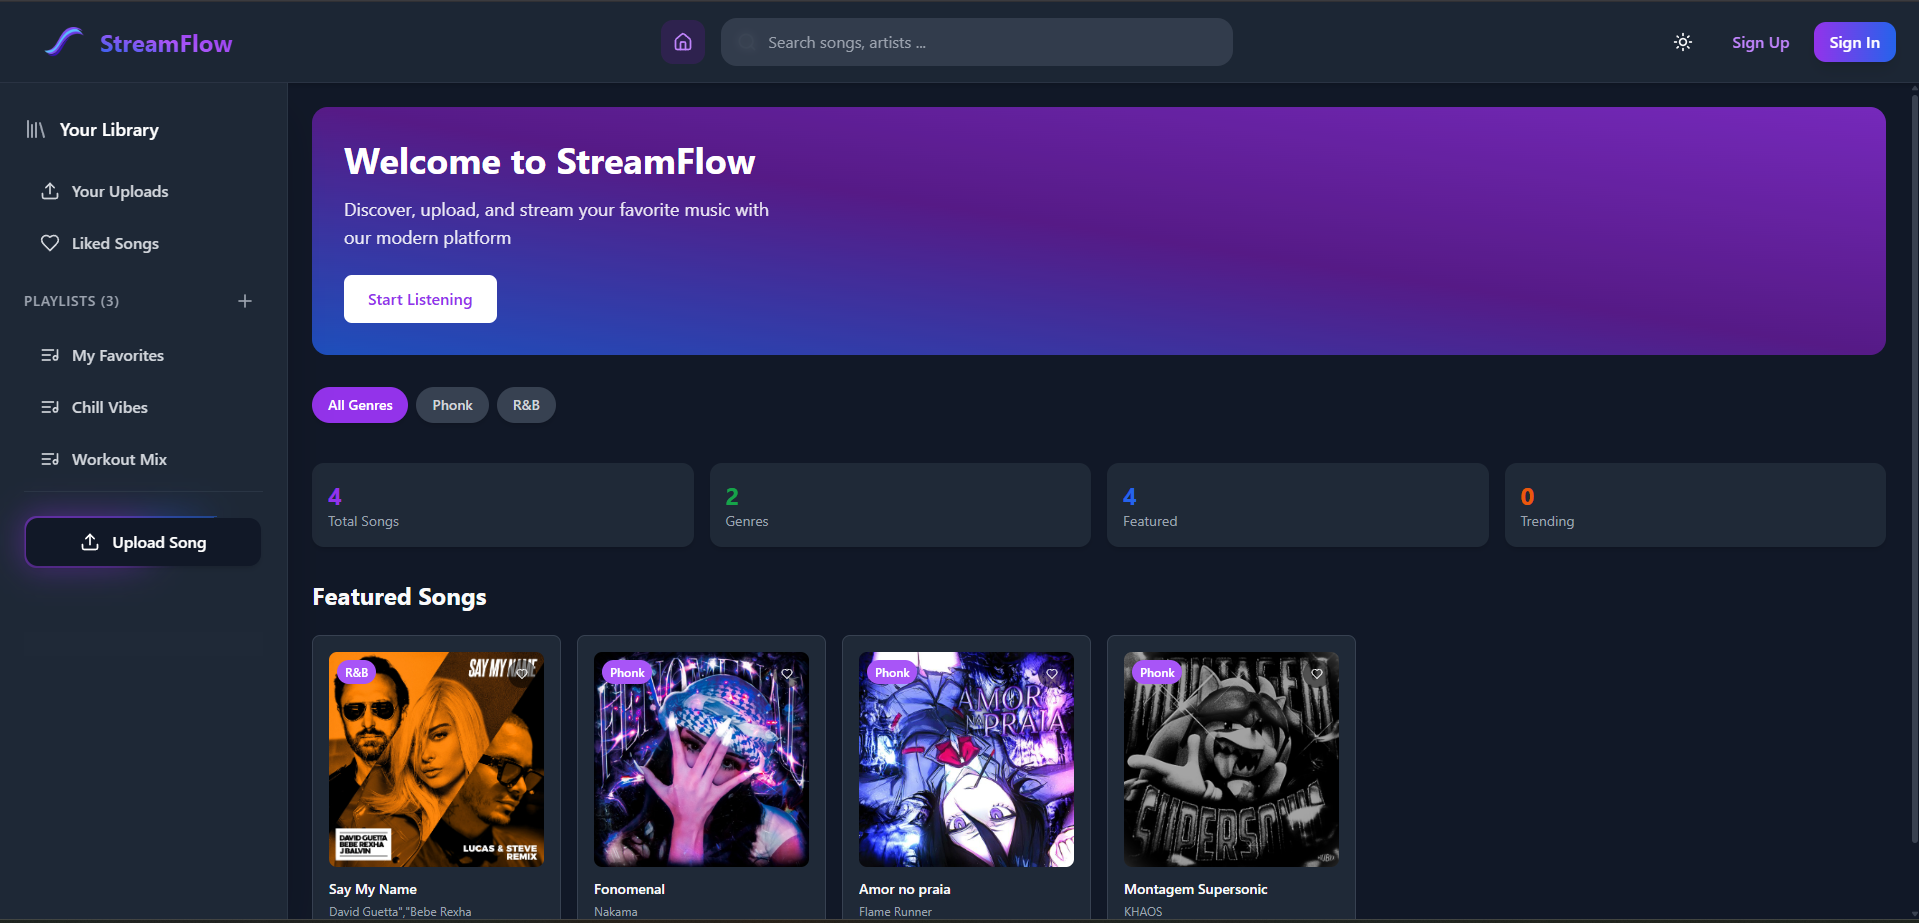 StreamFlow
Search songs, artists ...
Sign Up
Sign In
Your Library
Your Uploads
Liked Songs
PLAYLISTS (3)
My Favorites
Chill Vibes
Workout Mix
Upload Song
Welcome to StreamFlow
Discover, upload, and stream your favorite music with
our modern platform
Start Listening
All Genres
Phonk
R&B
4
Total Songs
2
Genres
4
Featured
0
Trending
Featured Songs
R&B
SAY MY NAME
DAVID GUETTA
BEBE REXHA
J BALVIN
LUCAS & STEVE
REMIX
Say My Name
David Guetta","Bebe Rexha
Phonk
Fonomenal
Nakama
Phonk
AMOR
NA
PRAIA
Amor no praia
Flame Runner
Phonk
SUPERSONIC
Montagem Supersonic
KHAOS